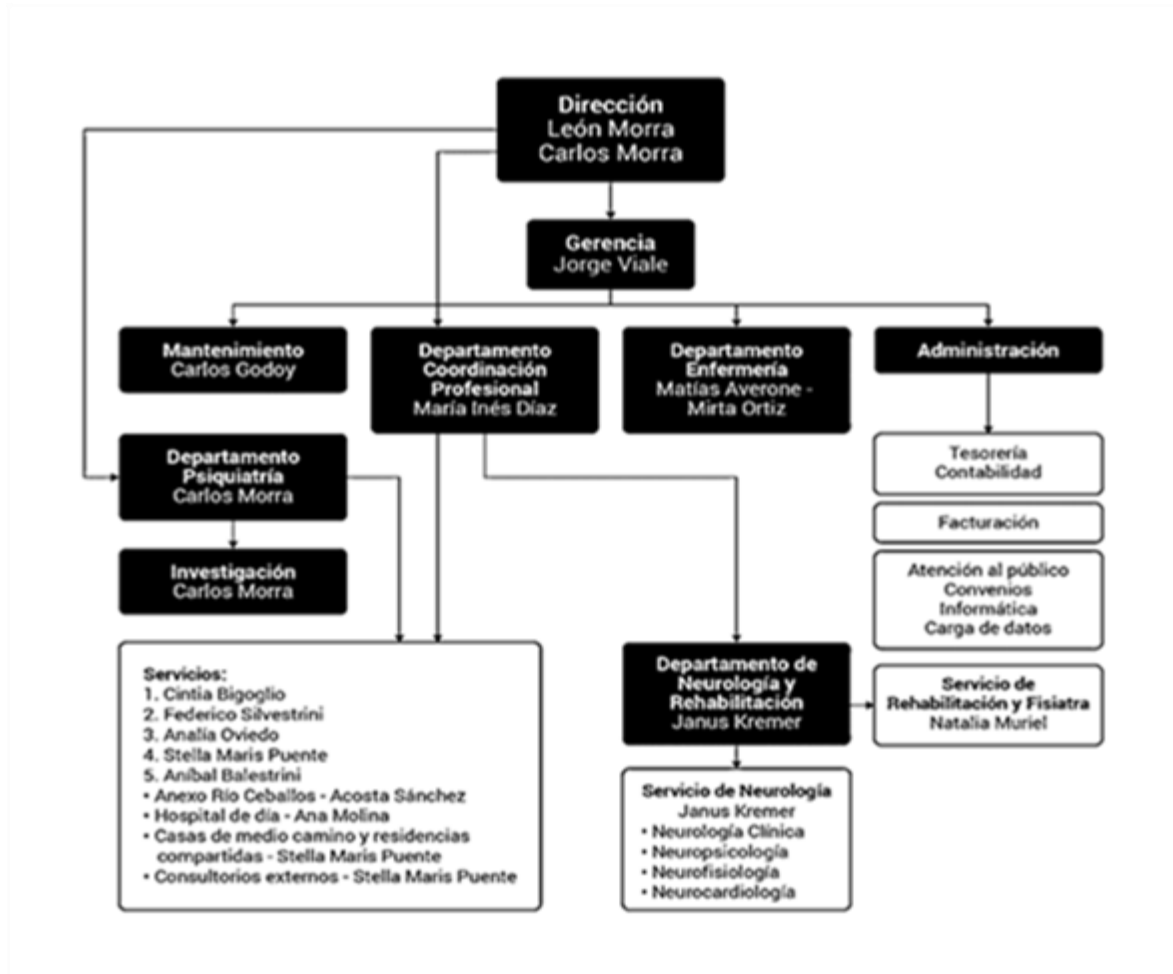 Dirección
León Morra
Carlos Morra
Gerencia
Jorge Viale
Mantenimiento
Carlos Godoy
Departamento
Coordinación
Profesional
María Inés Díaz
Departamento
Enfermería
Matías Averone -
Mirta Ortiz
Administración
Tesorería
Contabilidad
Facturación
Atención al público
Convenios
Informática
Carga de datos
Departamento
Psiquiatría
Carlos Morra
Investigación
Carlos Morra
Servicios:
1. Cintia Bigoglio
2. Federico Silvestrini
3. Analía Oviedo
4. Stella Maris Puente
5. Aníbal Balestrini
• Anexo Río Ceballos - Acosta Sánchez
• Hospital de día - Ana Molina
• Casas de medio camino y residencias
compartidas - Stella Maris Puente
• Consultorios externos - Stella Maris Puente
Departamento de
Neurología y
Rehabilitación
Janus Kremer
Servicio de
Rehabilitación y Fisiatra
Natalia Muriel
Servicio de Neurología
Janus Kremer
• Neurología Clínica
• Neuropsicología
• Neurofisiología
• Neurocardiología